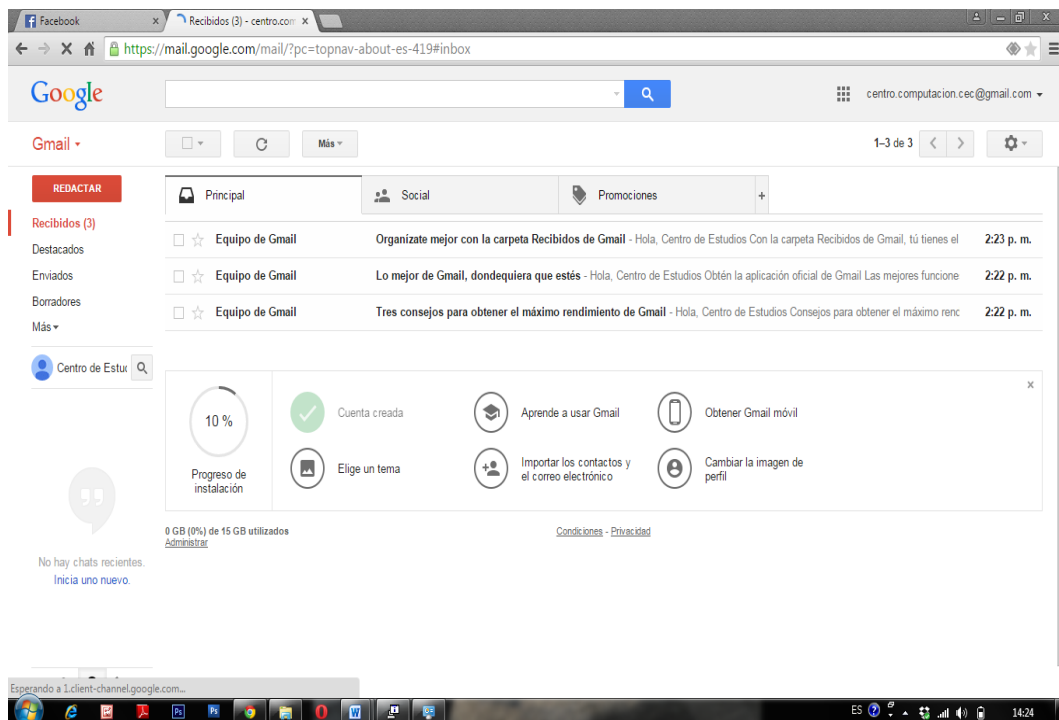 Facebook
Recibidos (3) - centro.com
https://mail.google.com/mail/?pc=topnav-about-es-419#inbox
Google
centro.computacion.cec@gmail.com
Gmail
Más
1–3 de 3
REDACTAR
Principal
Social
Promociones
+
Recibidos (3)
Destacados
Enviados
Borradores
Más
Equipo de Gmail
Organízate mejor con la carpeta Recibidos de Gmail - Hola, Centro de Estudios Con la carpeta Recibidos de Gmail, tú tienes el
2:23 p. m.
Equipo de Gmail
Lo mejor de Gmail, dondequiera que estés - Hola, Centro de Estudios Obtén la aplicación oficial de Gmail Las mejores funcione
2:22 p. m.
Equipo de Gmail
Tres consejos para obtener el máximo rendimiento de Gmail - Hola, Centro de Estudios Consejos para obtener el máximo renc
2:22 p. m.
Centro de Estuc
10 %
Progreso de
instalación
Cuenta creada
Aprende a usar Gmail
Obtener Gmail móvil
Elige un tema
Importar los contactos y
el correo electrónico
Cambiar la imagen de
perfil
x
0 GB (0%) de 15 GB utilizados
Administrar
Condiciones - Privacidad
No hay chats recientes.
Inicia uno nuevo.
Esperando a 1.client-channel.google.com...
Ps
Ps
W
ES
14:24